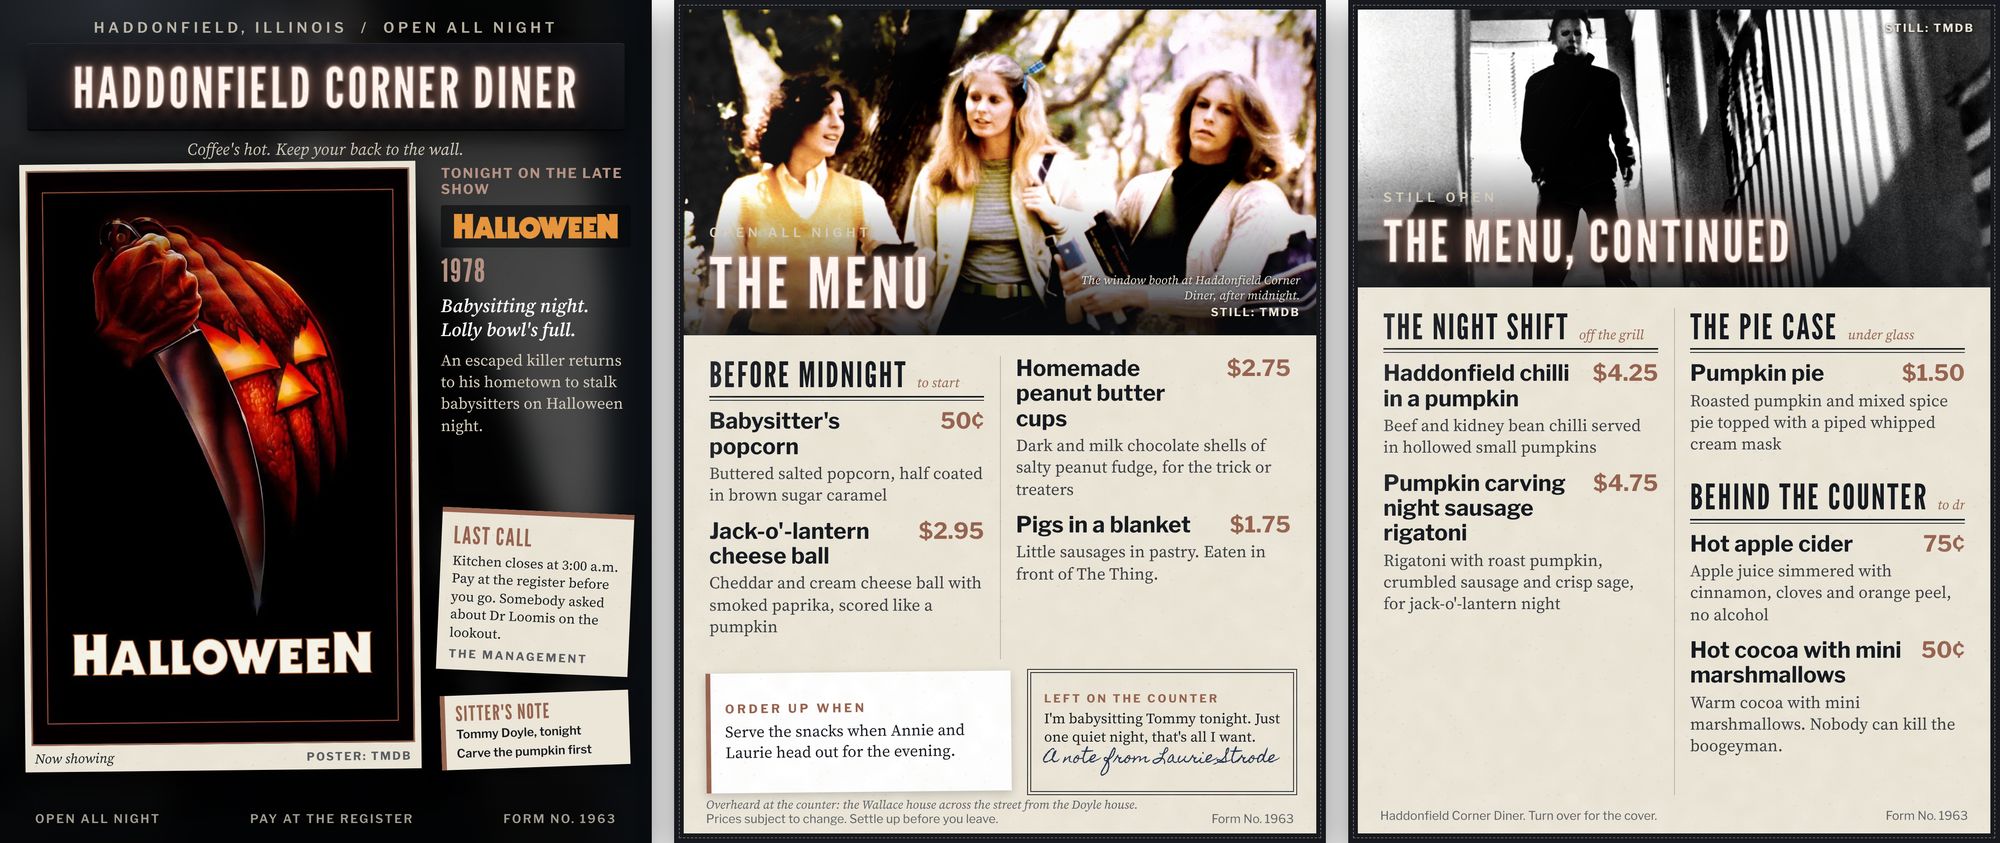 HADDONFIELD, ILLINOIS / OPEN ALL NIGHT
HADDONFIELD CORNER DINER
Coffee's hot. Keep your back to the wall.
HALLOWEEN
Now showing
POSTER: TMDB
TONIGHT ON THE LATE
SHOW
HALLOWEEN
1978
Babysitting night.
Lolly bowl's full.
An escaped killer returns
to his hometown to stalk
babysitters on Halloween
night.
LAST CALL
Kitchen closes at 3:00 a.m.
Pay at the register before
you go. Somebody asked
about Dr Loomis on the
lookout.
THE MANAGEMENT
SITTER'S NOTE
Tommy Doyle, tonight
Carve the pumpkin first
OPEN ALL NIGHT
PAY AT THE REGISTER
FORM NO. 1963
OPEN ALL NIGHT
THE MENU
The window booth at Haddonfield Corner
Diner, after midnight.
STILL: TMDB
BEFORE MIDNIGHT to start
Babysitter's 50¢
popcorn
Buttered salted popcorn, half coated
in brown sugar caramel
Jack-o'-lantern $2.95
cheese ball
Cheddar and cream cheese ball with
smoked paprika, scored like a
pumpkin
Homemade $2.75
peanut butter
cups
Dark and milk chocolate shells of
salty peanut fudge, for the trick or
treaters
Pigs in a blanket $1.75
Little sausages in pastry. Eaten in
front of The Thing.
ORDER UP WHEN
Serve the snacks when Annie and
Laurie head out for the evening.
LEFT ON THE COUNTER
I'm babysitting Tommy tonight. Just
one quiet night, that's all I want.
A note from Laurie Strode
Overheard at the counter: the Wallace house across the street from the Doyle house.
Prices subject to change. Settle up before you leave.
Form No. 1963
STILL: TMDB
STILL OPEN
THE MENU, CONTINUED
THE NIGHT SHIFT off the grill
Haddonfield chilli $4.25
in a pumpkin
Beef and kidney bean chilli served
in hollowed small pumpkins
Pumpkin carving $4.75
night sausage
rigatoni
Rigatoni with roast pumpkin,
crumbled sausage and crisp sage,
for jack-o'-lantern night
THE PIE CASE under glass
Pumpkin pie $1.50
Roasted pumpkin and mixed spice
pie topped with a piped whipped
cream mask
BEHIND THE COUNTER to dr
Hot apple cider 75¢
Apple juice simmered with
cinnamon, cloves and orange peel,
no alcohol
Hot cocoa with mini 50¢
marshmallows
Warm cocoa with mini
marshmallows. Nobody can kill the
boogeyman.
Haddonfield Corner Diner. Turn over for the cover.
Form No. 1963